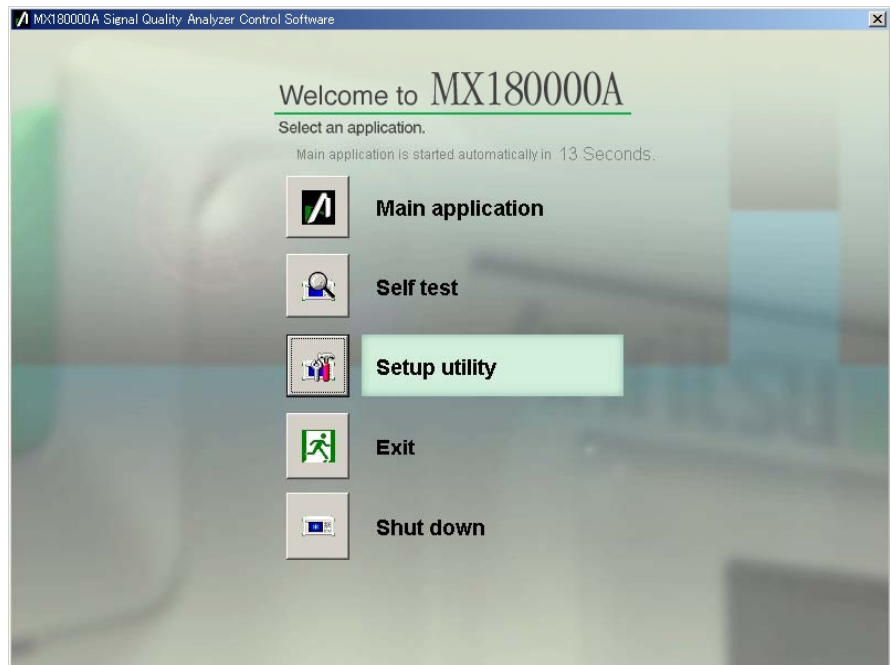 MX180000A Signal Quality Analyzer Control Software
Welcome to MX180000A
Select an application.
Main application is started automatically in 13 Seconds.
Main application
Self test
Setup utility
Exit
Shut down